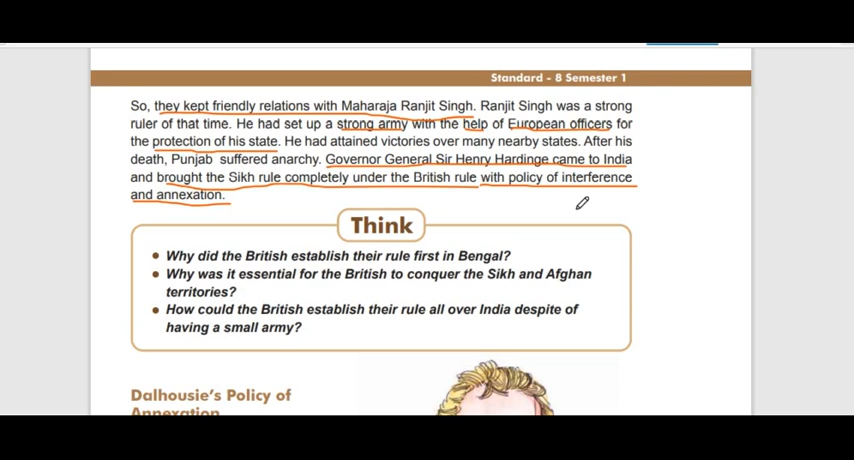 Standard - 8 Semester 1
So, they kept friendly relations with Maharaja Ranjit Singh. Ranjit Singh was a strong
ruler of that time. He had set up a strong army with the help of European officers for
the protection of his state. He had attained victories over many nearby states. After his
death, Punjab suffered anarchy. Governor General Sir Henry Hardinge came to India
and brought the Sikh rule completely under the British rule with policy of interference
and annexation.
Think
• Why did the British establish their rule first in Bengal?
• Why was it essential for the British to conquer the Sikh and Afghan
territories?
• How could the British establish their rule all over India despite of
having a small army?
Dalhousie's Policy of
Annexation